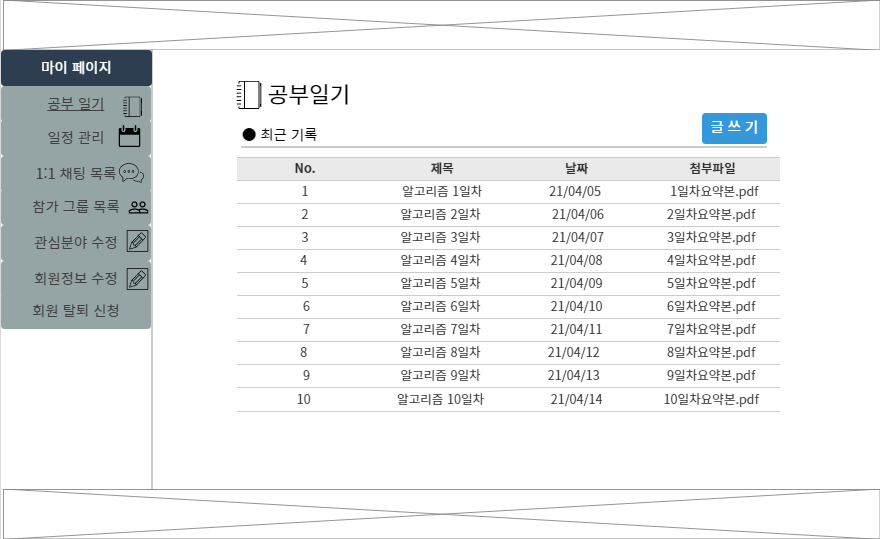 마이 페이지
공부 일기
일정 관리
1:1 채팅 목록
참가 그룹 목록
관심분야 수정
회원정보 수정
회원 탈퇴 신청
공부일기
● 최근 기록
글 쓰 기
No. 제목 날짜 첨부파일
1 알고리즘 1일차 21/04/05 1일차요약본.pdf
2 알고리즘 2일차 21/04/06 2일차요약본.pdf
3 알고리즘 3일차 21/04/07 3일차요약본.pdf
4 알고리즘 4일차 21/04/08 4일차요약본.pdf
5 알고리즘 5일차 21/04/09 5일차요약본.pdf
6 알고리즘 6일차 21/04/10 6일차요약본.pdf
7 알고리즘 7일차 21/04/11 7일차요약본.pdf
8 알고리즘 8일차 21/04/12 8일차요약본.pdf
9 알고리즘 9일차 21/04/13 9일차요약본.pdf
10 알고리즘 10일차 21/04/14 10일차요약본.pdf